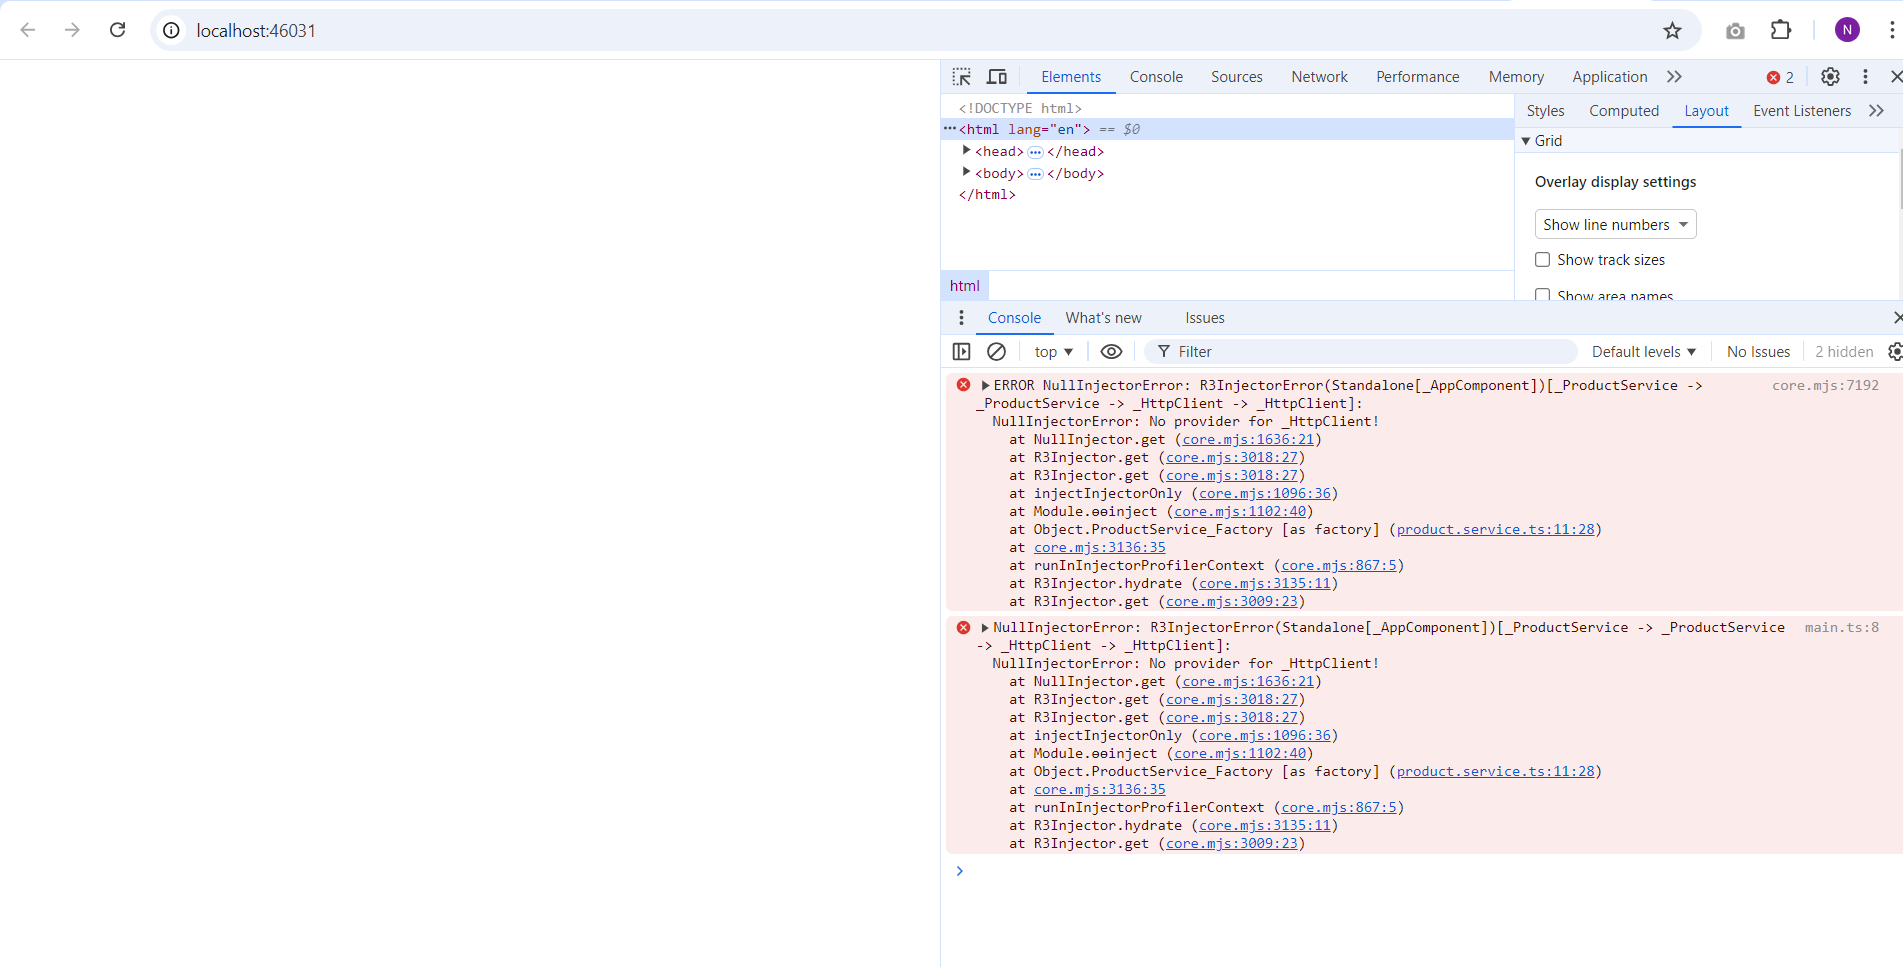 localhost:46031
N
Elements Console Sources Network Performance Memory Application 2
<!DOCTYPE html>
<html lang="en"> == $0
<head> </head>
<body> </body>
</html>
html
Styles Computed Layout Event Listeners
Grid
Overlay display settings
Show line numbers
Show track sizes
Show area names
Console What's new Issues
top Filter Default levels No Issues 2 hidden
ERROR NullInjectorError: R3InjectorError(Standalone[_AppComponent])[_ProductService -> core.mjs:7192
_ProductService -> _HttpClient -> _HttpClient]:
NullInjectorError: No provider for _HttpClient!
at NullInjector.get (core.mjs:1636:21)
at R3Injector.get (core.mjs:3018:27)
at R3Injector.get (core.mjs:3018:27)
at injectInjectorOnly (core.mjs:1096:36)
at Module.ɵɵinject (core.mjs:1102:40)
at Object.ProductService_Factory [as factory] (product.service.ts:11:28)
at core.mjs:3136:35
at runInInjectorProfilerContext (core.mjs:867:5)
at R3Injector.hydrate (core.mjs:3135:11)
at R3Injector.get (core.mjs:3009:23)
NullInjectorError: R3InjectorError(Standalone[_AppComponent])[_ProductService -> _ProductService main.ts:8
-> _HttpClient -> _HttpClient]:
NullInjectorError: No provider for _HttpClient!
at NullInjector.get (core.mjs:1636:21)
at R3Injector.get (core.mjs:3018:27)
at R3Injector.get (core.mjs:3018:27)
at injectInjectorOnly (core.mjs:1096:36)
at Module.ɵɵinject (core.mjs:1102:40)
at Object.ProductService_Factory [as factory] (product.service.ts:11:28)
at core.mjs:3136:35
at runInInjectorProfilerContext (core.mjs:867:5)
at R3Injector.hydrate (core.mjs:3135:11)
at R3Injector.get (core.mjs:3009:23)